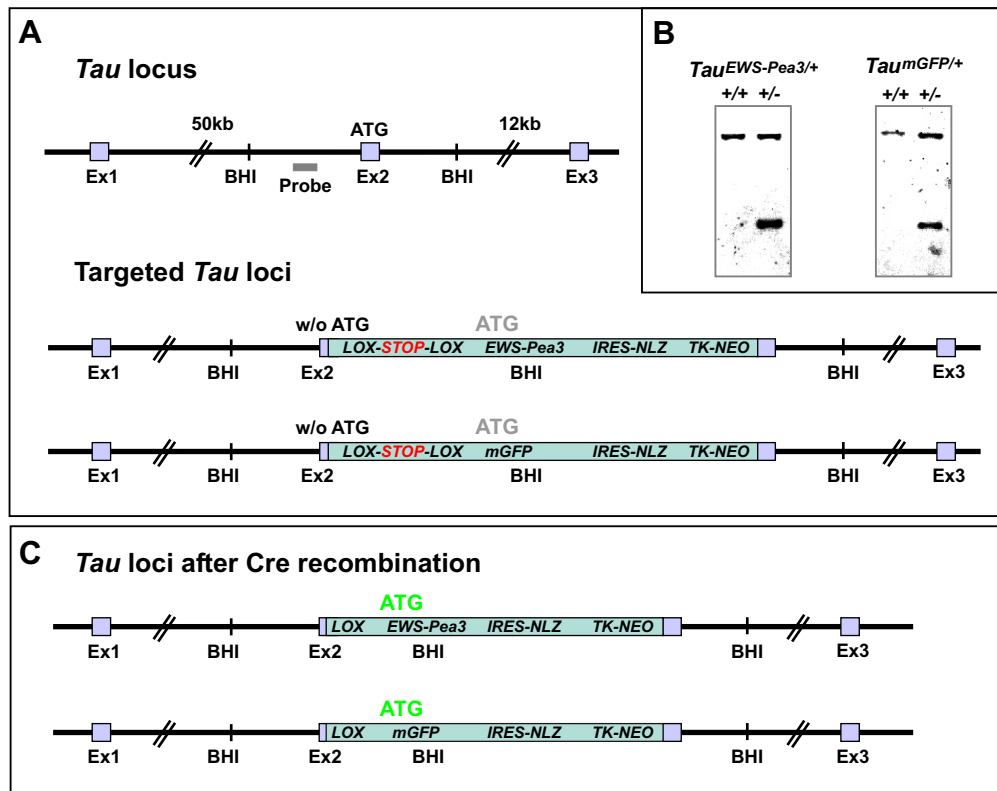 A
Tau locus
50kb ATG 12kb
Ex1 BHI Probe Ex2 BHI Ex3
B
TauEWS-Pea3/+ TaumGFP/+
+/+ +/- +/+ +/-
Targeted Tau loci
w/o ATG ATG
LOX-STOP-LOX EWS-Pea3 IRES-NLZ TK-NEO
Ex1 BHI Ex2 BHI BHI Ex3
w/o ATG ATG
LOX-STOP-LOX mGFP IRES-NLZ TK-NEO
Ex1 BHI Ex2 BHI BHI Ex3
C
Tau loci after Cre recombination
ATG
LOX EWS-Pea3 IRES-NLZ TK-NEO
Ex1 BHI Ex2 BHI BHI Ex3
ATG
LOX mGFP IRES-NLZ TK-NEO
Ex1 BHI Ex2 BHI BHI Ex3